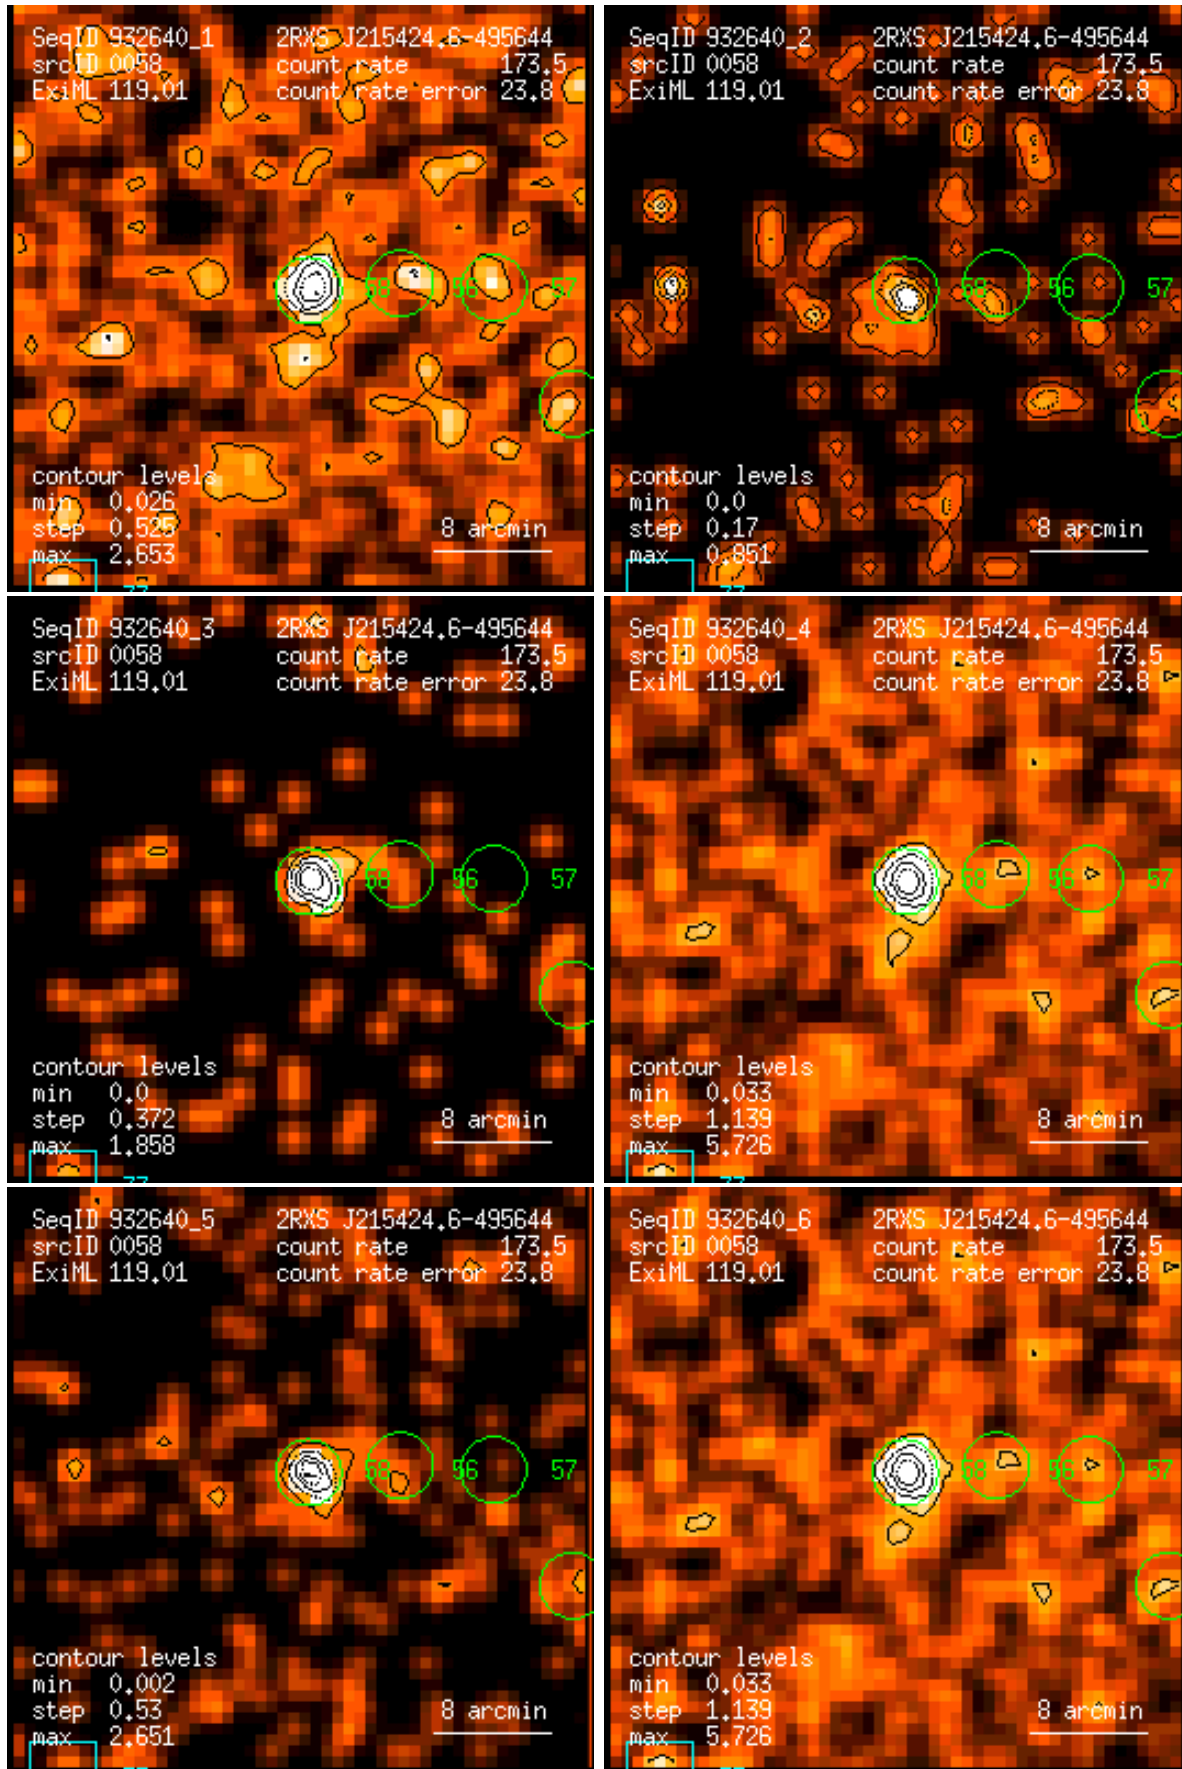 SeqID 932640_1 2RXS J215424.6-495644
srcID 0058 count rate 173.5
ExiML 119.01 count rate error 23.8
58 56 57
contour levels
min 0.026
step 0.525 8 arcmin
max 2.653
77
SeqID 932640_2 2RXS J215424.6-495644
srcID 0058 count rate 173.5
ExiML 119.01 count rate error 23.8
58 56 57
contour levels
min 0.0
step 0.17 8 arcmin
max 0.851
77
SeqID 932640_3 2RXS J215424.6-495644
srcID 0058 count rate 173.5
ExiML 119.01 count rate error 23.8
58 56 57
contour levels
min 0.0
step 0.372 8 arcmin
max 1.858
77
SeqID 932640_4 2RXS J215424.6-495644
srcID 0058 count rate 173.5
ExiML 119.01 count rate error 23.8
58 56 57
contour levels
min 0.033
step 1.139 8 arcmin
max 5.726
77
SeqID 932640_5 2RXS J215424.6-495644
srcID 0058 count rate 173.5
ExiML 119.01 count rate error 23.8
58 56 57
contour levels
min 0.002
step 0.53 8 arcmin
max 2.651
SeqID 932640_6 2RXS J215424.6-495644
srcID 0058 count rate 173.5
ExiML 119.01 count rate error 23.8
58 56 57
contour levels
min 0.033
step 1.139 8 arcmin
max 5.726